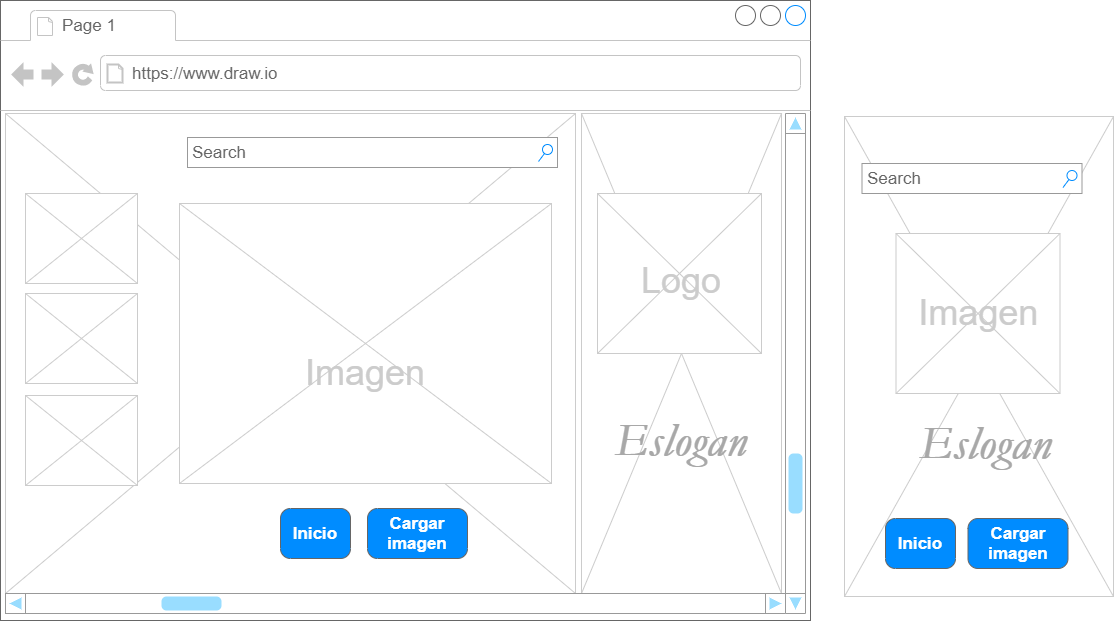 Page 1
https://www.draw.io
Search
Logo
Imagen
Eslogan
Inicio
Cargar
imagen
Search
Imagen
Eslogan
Inicio
Cargar
imagen